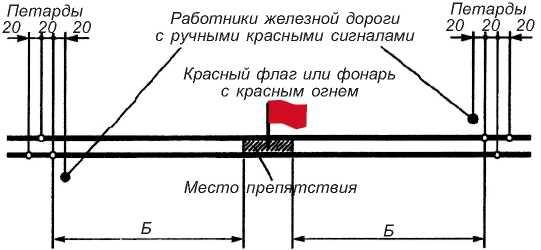 Петарды
20 20 20
Работники железной дороги
с ручными красными сигналами
Петарды
20 20 20
Красный флаг или фонарь
с красным огнем
Место препятствия
Б
Б